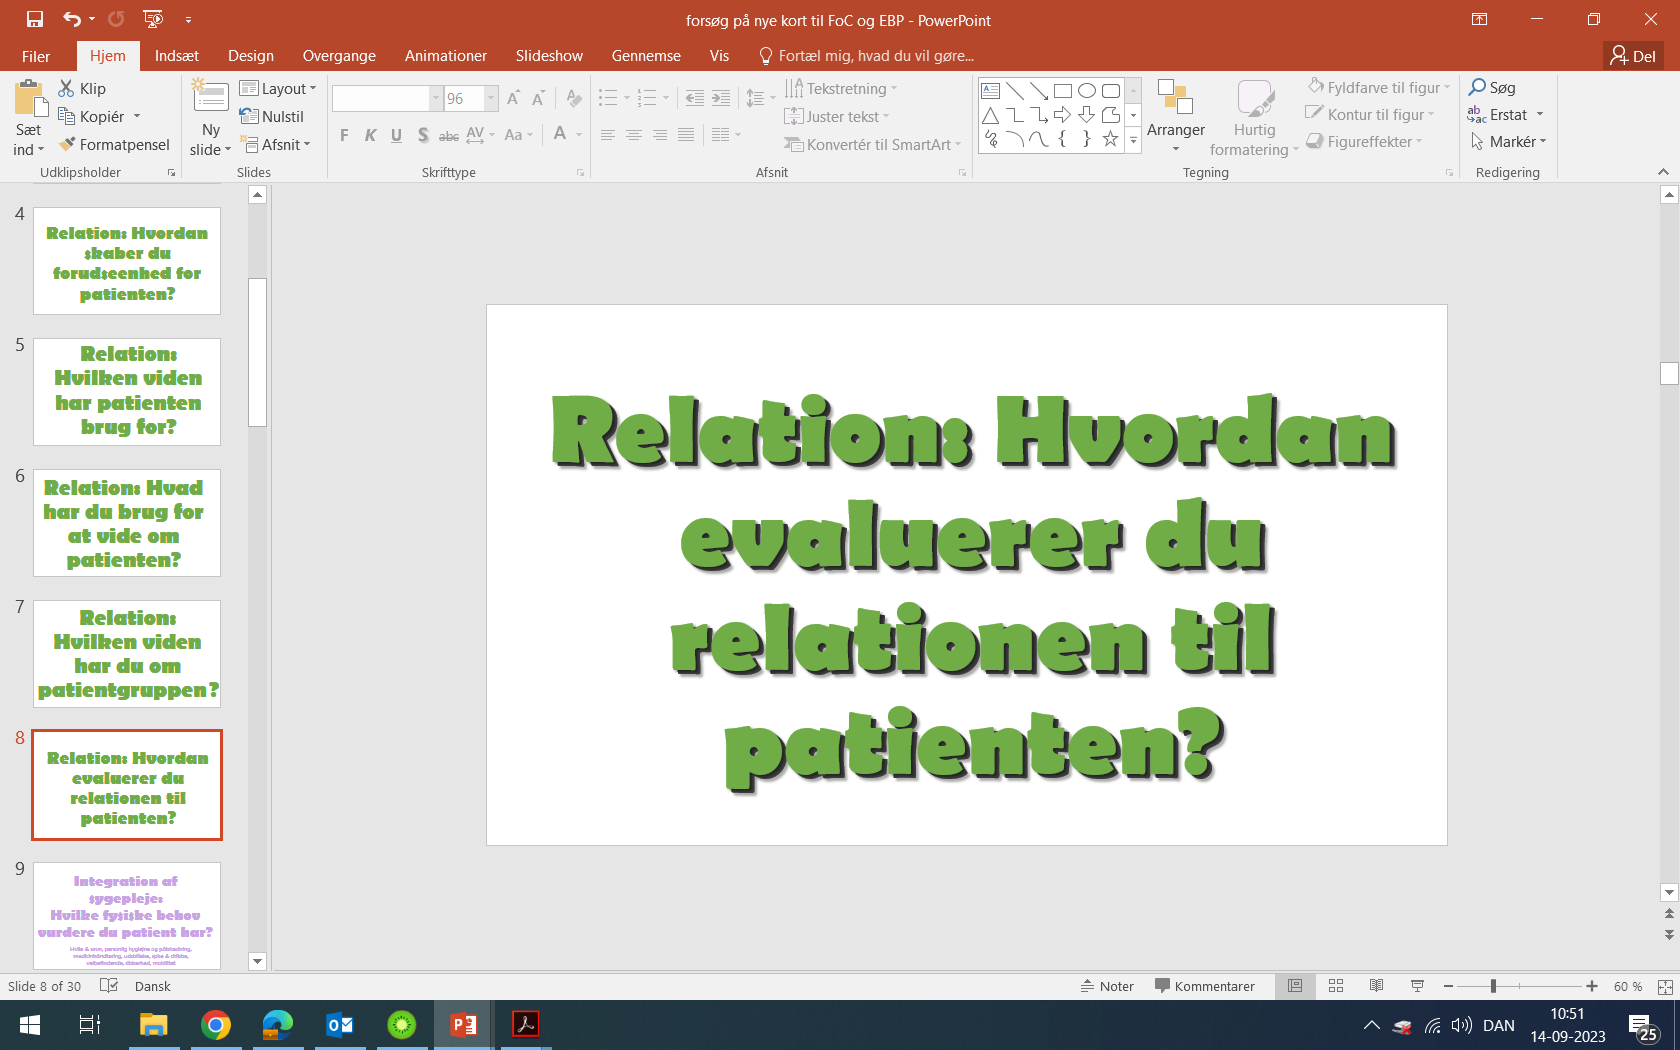 forsøg på nye kort til FoC og EBP - PowerPoint
Filer
Hjem
Indsæt
Design
Overgange
Animationer
Slideshow
Gennemse
Vis
Fortæl mig, hvad du vil gøre...
Del
Sæt
ind
Klip
Kopiér
Formatpensel
Udklipsholder
Ny
slide
Layout
Nulstil
Afsnit
Slides
96
F K U S abc AV Aa A
Skrifttype
Tekstretning
Juster tekst
Konvertér til SmartArt
Afsnit
Arranger
Hurtig
formatering
Fyldfarve til figur
Kontur til figur
Figureffekter
Tegning
Søg
Erstat
Markér
Redigering
4
Relation: Hvordan
skaber du
forudseenhed for
patienten?
5
Relation:
Hvilken viden
har patienten
brug for?
6
Relation: Hvad
har du brug for
at vide om
patienten?
7
Relation:
Hvilken viden
har du om
patientgruppen?
8
Relation: Hvordan
evaluerer du
relationen til
patienten?
9
Integration af
sygepleje:
Hvilke fysiske behov
vurdere du patient har?
Relation: Hvordan
evaluerer du
relationen til
patienten?
Slide 8 of 30
Dansk
Noter
Kommentarer
60 %
DAN
10:51
14-09-2023
25